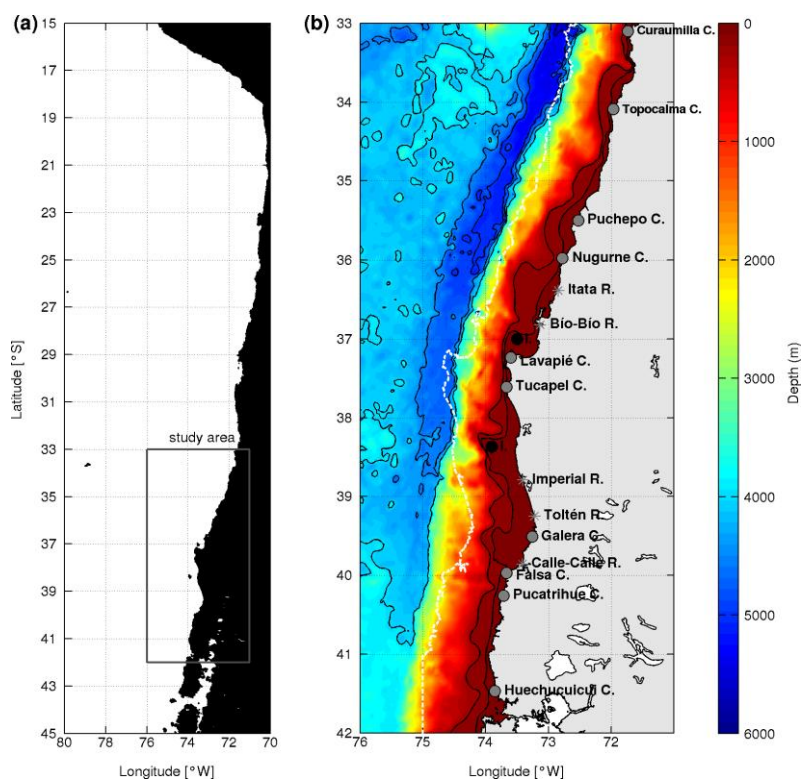 (a)
15
17
19
21
23
25
27
29
31
33
35
37
39
41
43
45
80
78
76
74
72
70
Latitude [°S]
Longitude [°W]
study area
(b)
33
34
35
36
37
38
39
40
41
42
76
75
74
73
72
Longitude [°W]
Curaumilla C.
Topocalma C.
Puchepo C.
Nugurne C.
Itata R.
Bío-Bío R.
Lavapié C.
Tucapel C.
Imperial R.
Toltén R.
Galera C.
Calle-Calle R.
Falsa C.
Pucatrihue C.
Huechucuicui C.
0
1000
2000
3000
4000
5000
6000
Depth (m)